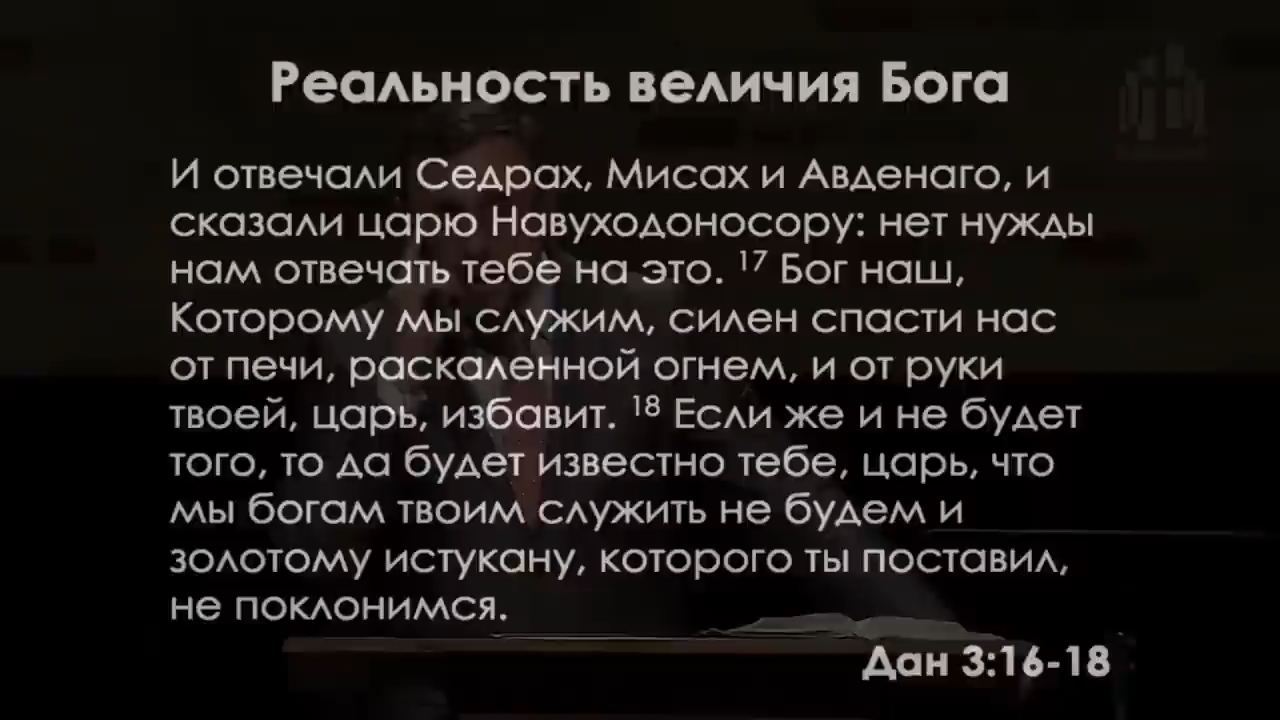 Реальность величия Бога
И отвечали Седрах, Мисах и Авденаго, и
сказали царю Навуходоносору: нет нужды
нам отвечать тебе на это. 17 Бог наш,
Которому мы служим, силен спасти нас
от печи, раскаленной огнем, и от руки
твоей, царь, избавит. 18 Если же и не будет
того, то да будет известно тебе, царь, что
мы богам твоим служить не будем и
золотому истукану, которого ты поставил,
не поклонимся.
Дан 3:16-18